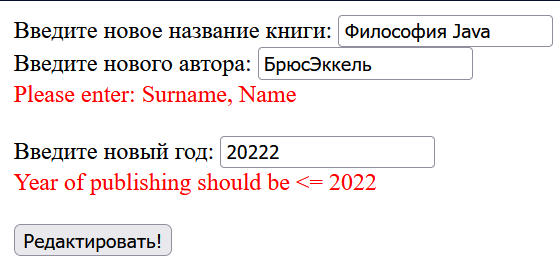 Введите новое название книги: Философия Java
Введите нового автора: БрюсЭккель
Please enter: Surname, Name
Введите новый год: 20222
Year of publishing should be <= 2022
Редактировать!